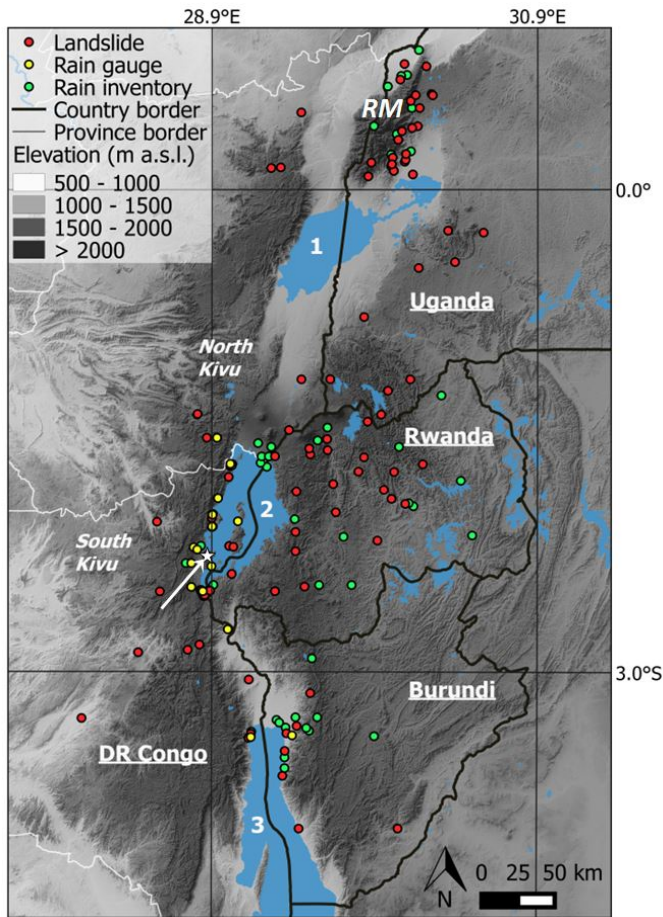 28.9°E
30.9°E
Landslide
Rain gauge
Rain inventory
Country border
Province border
Elevation (m a.s.l.)
500 - 1000
1000 - 1500
1500 - 2000
> 2000
RM
0.0°
1
Uganda
North
Kivu
Rwanda
2
South
Kivu
3.0°S
Burundi
DR Congo
3
N
0 25 50 km